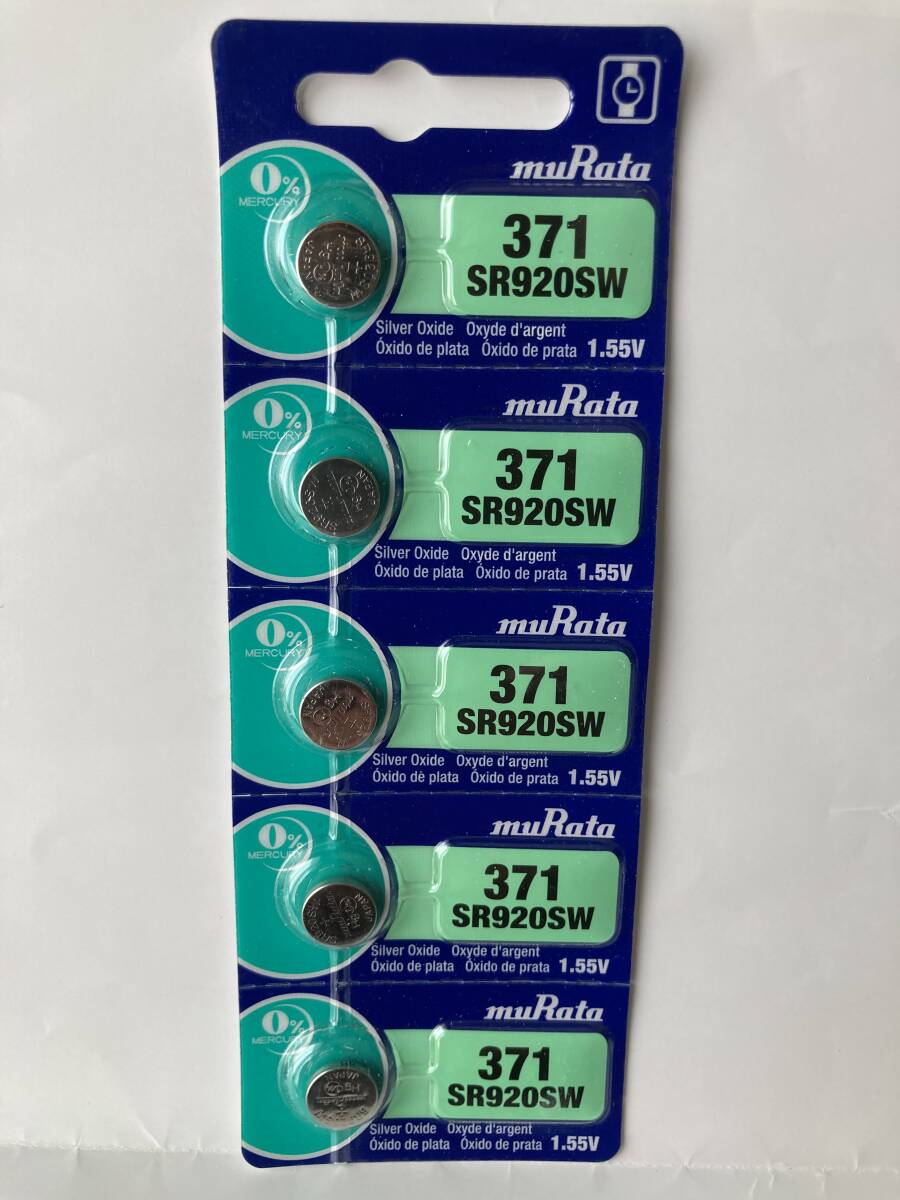 muRata
0%
MERCURY
371
SR920SW
Silver Oxide Oxyde d'argent
Óxido de plata Óxido de prata 1.55V
muRata
0%
MERCURY
371
SR920SW
JAPAN
Silver Oxide Oxyde d'argent
Óxido de plata Óxido de prata 1.55V
muRata
0%
MERCURY
371
SR920SW
JAPAN
Silver Oxide Oxyde d'argent
Óxido de plata Óxido de prata 1.55V
muRata
0%
MERCURY
371
SR920SW
JAPAN
Silver Oxide Oxyde d'argent
Óxido de plata Óxido de prata 1.55V
muRata
0%
MERCURY
371
SR920SW
JAPAN
Silver Oxide Oxyde d'argent
Óxido de plata Óxido de prata 1.55V